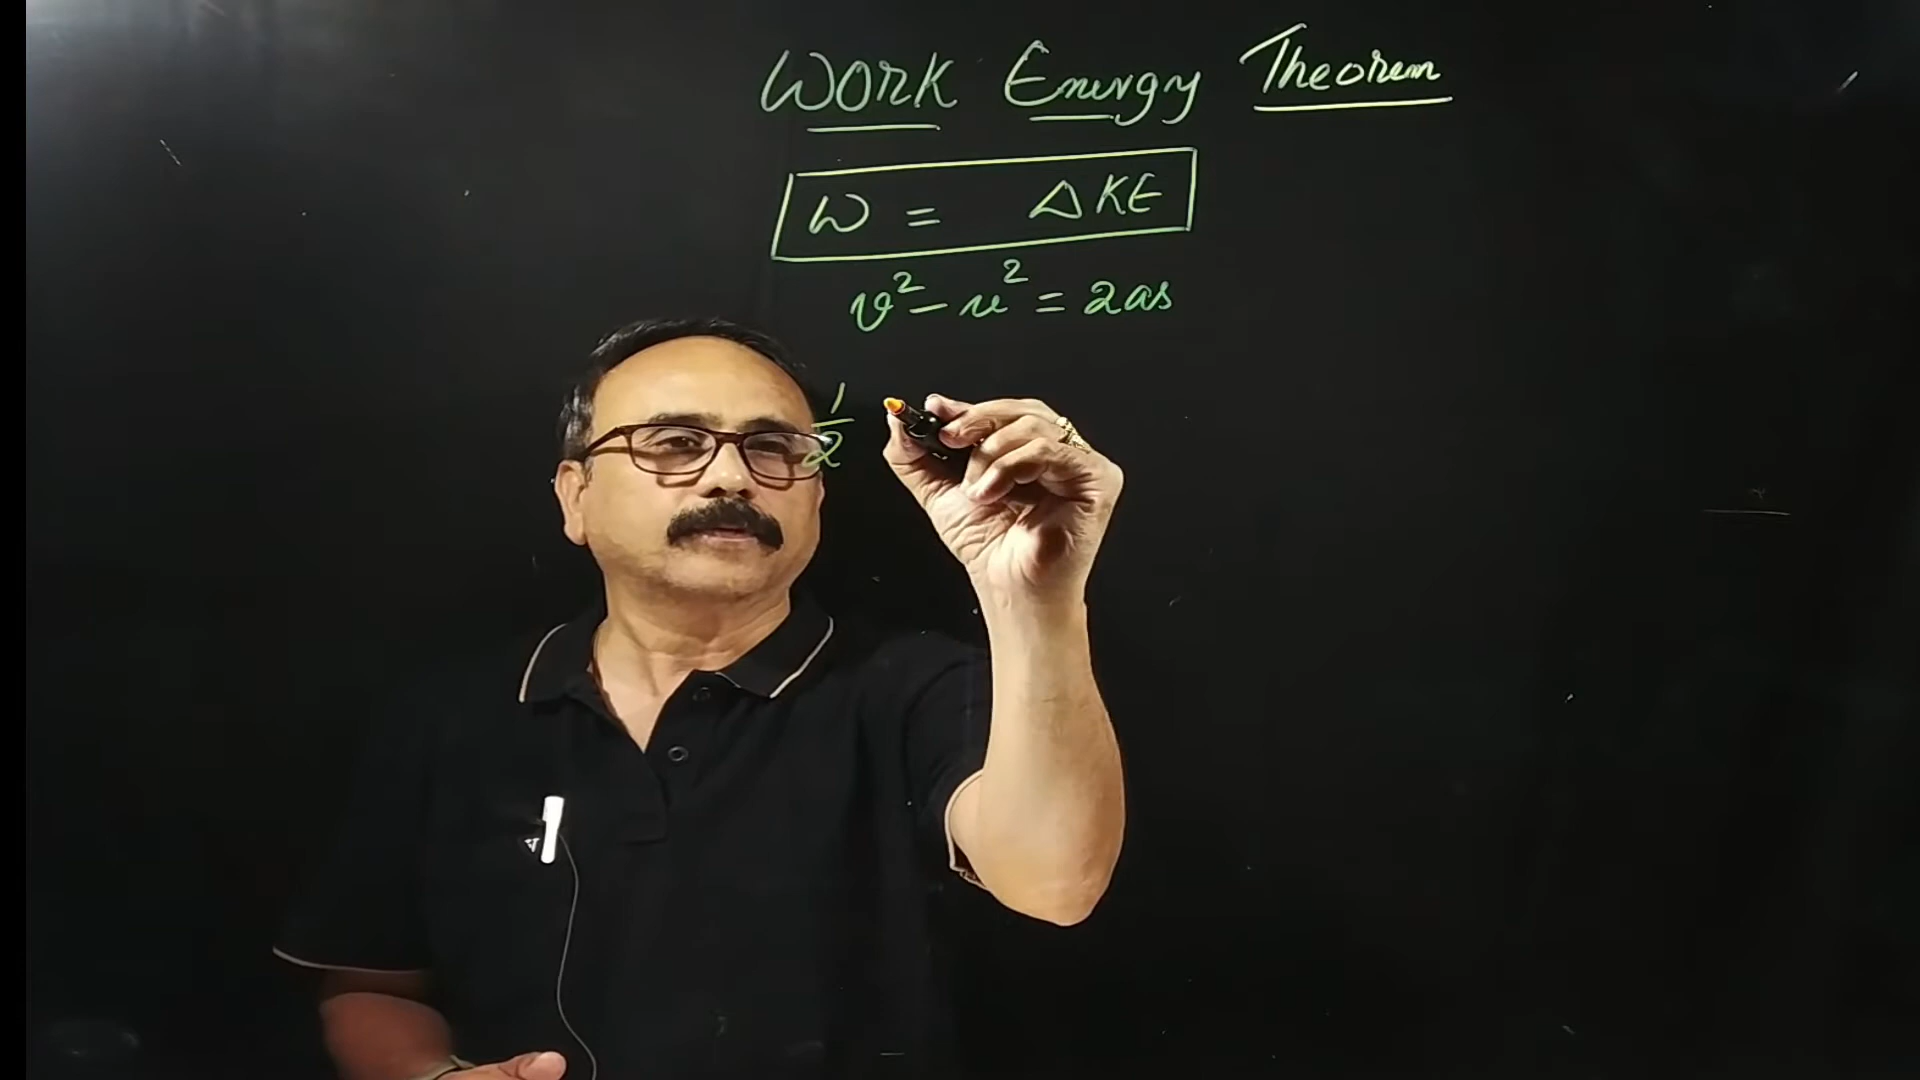 Work Energy Theorem
W = ΔKE
v² - u² = 2as
1/2